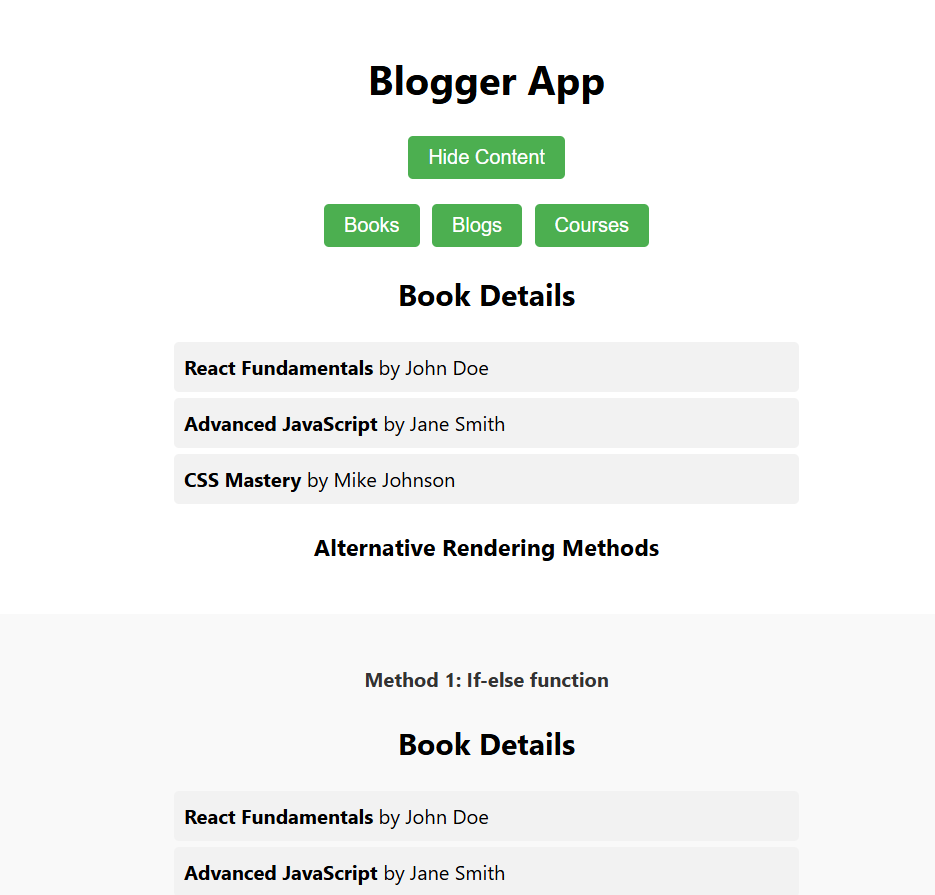 Blogger App
Hide Content
Books Blogs Courses
Book Details
React Fundamentals by John Doe
Advanced JavaScript by Jane Smith
CSS Mastery by Mike Johnson
Alternative Rendering Methods
Method 1: If-else function
Book Details
React Fundamentals by John Doe
Advanced JavaScript by Jane Smith